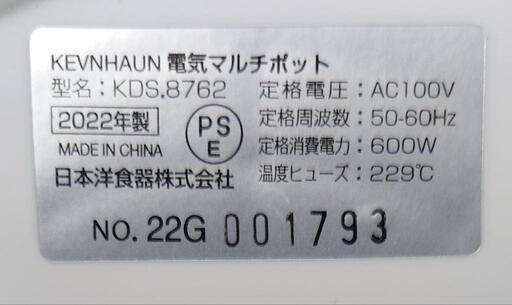 KEVNHAUN 電気マルチポット
型名：KDS.8762
定格電圧：AC100V
2022年製
定格周波数：50-60Hz
PS
E
MADE IN CHINA
定格消費電力：600W
日本洋食器株式会社
温度ヒューズ：229℃
NO. 22G 001793